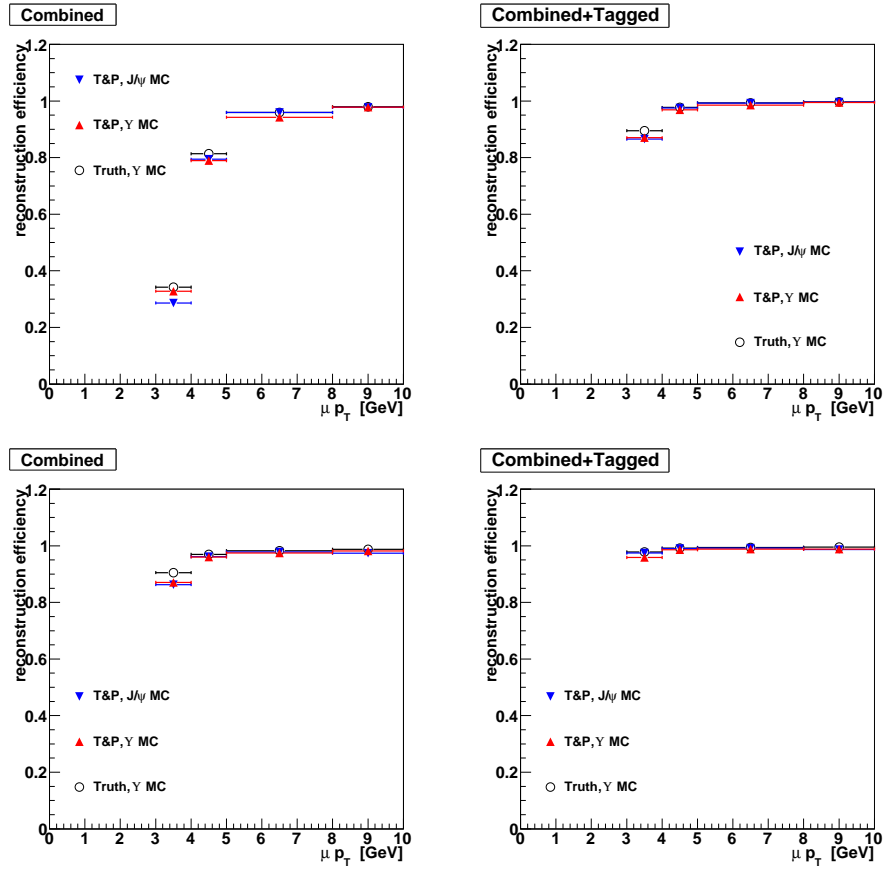 Combined
reconstruction efficiency
1.2
1
0.8
0.6
0.4
0.2
0
T&P, J/ψ MC
T&P, ϒ MC
Truth, ϒ MC
0 1 2 3 4 5 6 7 8 9 10
μ p_T [GeV]
Combined+Tagged
reconstruction efficiency
1.2
1
0.8
0.6
0.4
0.2
0
T&P, J/ψ MC
T&P, ϒ MC
Truth, ϒ MC
0 1 2 3 4 5 6 7 8 9 10
μ p_T [GeV]
Combined
reconstruction efficiency
1.2
1
0.8
0.6
0.4
0.2
0
T&P, J/ψ MC
T&P, ϒ MC
Truth, ϒ MC
0 1 2 3 4 5 6 7 8 9 10
μ p_T [GeV]
Combined+Tagged
reconstruction efficiency
1.2
1
0.8
0.6
0.4
0.2
0
T&P, J/ψ MC
T&P, ϒ MC
Truth, ϒ MC
0 1 2 3 4 5 6 7 8 9 10
μ p_T [GeV]